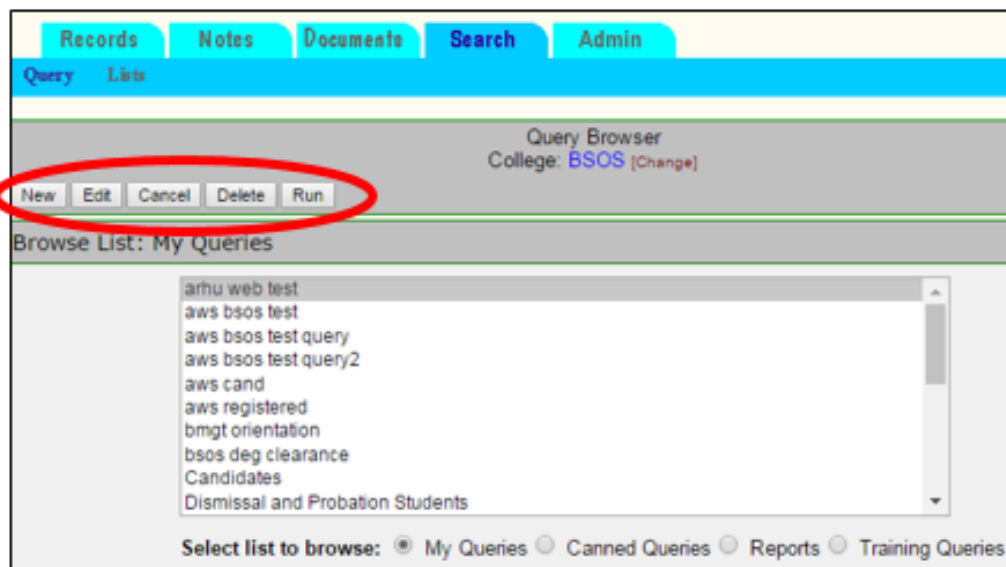 Records Notes Documents Search Admin
Query Lists
Query Browser
College: BSOS [Change]
New Edit Cancel Delete Run
Browse List: My Queries
arhu web test
aws bsos test
aws bsos test query
aws bsos test query2
aws cand
aws registered
bmgt orientation
bsos deg clearance
Candidates
Dismissal and Probation Students
Select list to browse: My Queries Canned Queries Reports Training Queries